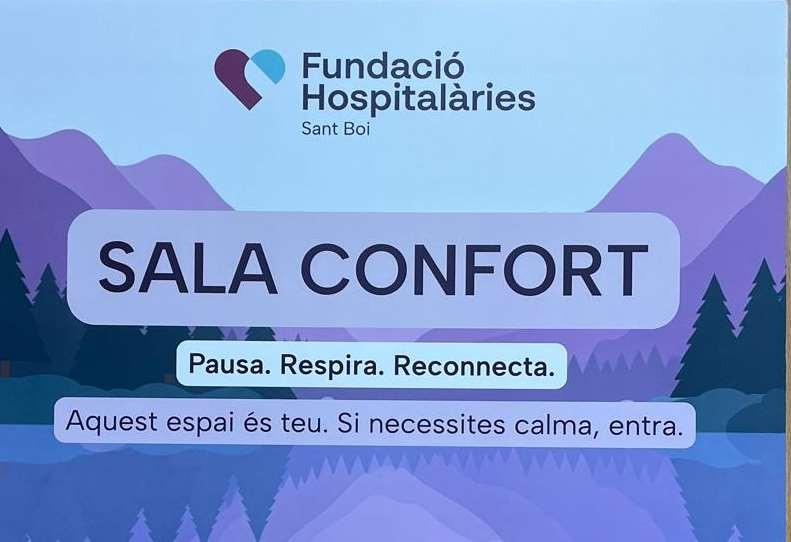 Fundació
Hospitalàries
Sant Boi
SALA CONFORT
Pausa. Respira. Reconnecta.
Aquest espai és teu. Si necessites calma, entra.